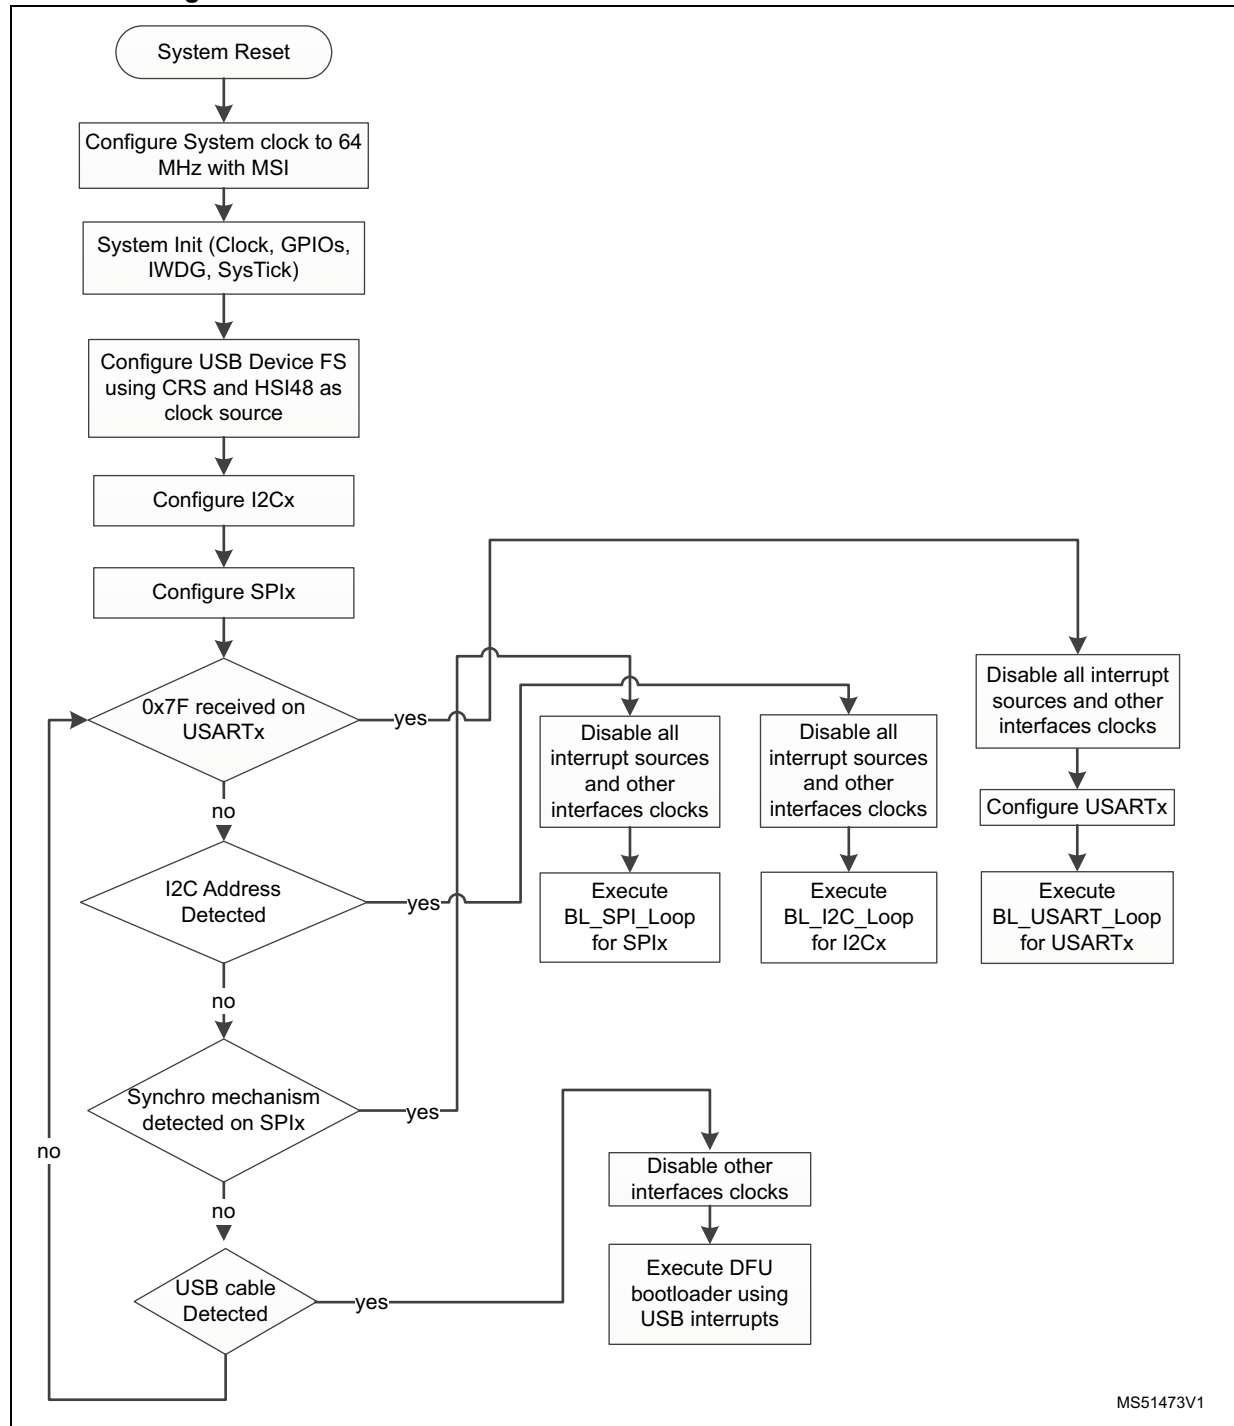 System Reset
Configure System clock to 64
MHz with MSI
System Init (Clock, GPIOs,
IWDG, SysTick)
Configure USB Device FS
using CRS and HSI48 as
clock source
Configure I2Cx
Configure SPIx
0x7F received on
USARTx
yes
no
I2C Address
Detected
yes
no
Synchro mechanism
detected on SPIx
yes
no
USB cable
Detected
yes
no
Disable all
interrupt sources
and other
interfaces clocks
Execute
BL_SPI_Loop
for SPIx
Disable all
interrupt sources
and other
interfaces clocks
Execute
BL_I2C_Loop
for I2Cx
Disable all interrupt
sources and other
interfaces clocks
Configure USARTx
Execute
BL_USART_Loop
for USARTx
Disable other
interfaces clocks
Execute DFU
bootloader using
USB interrupts
MS51473V1